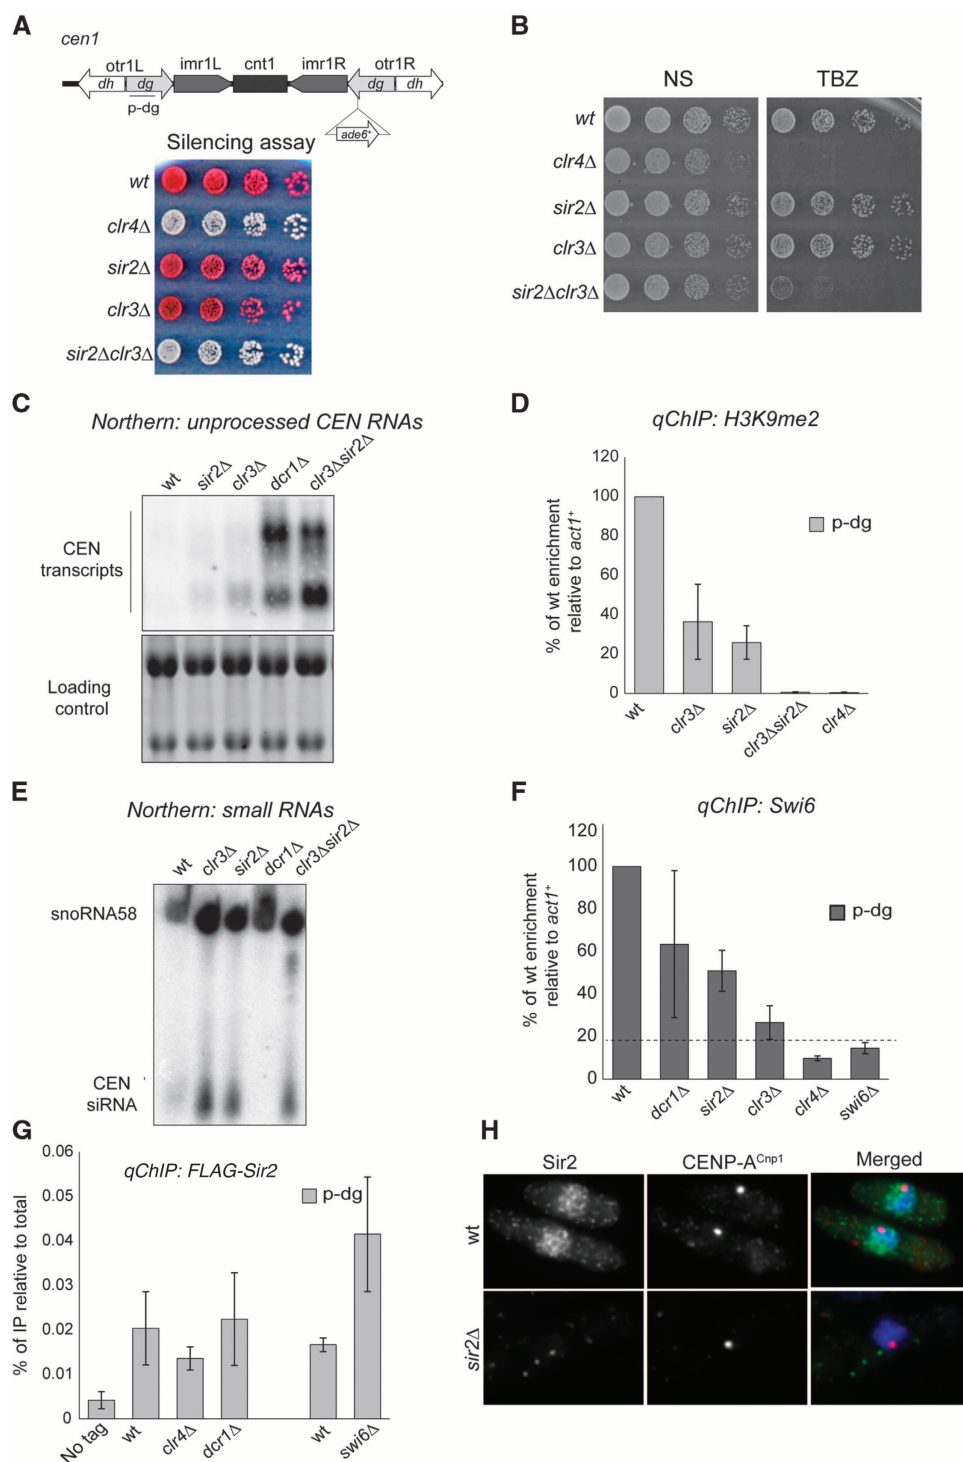 A
cen1
otr1L imr1L cnt1 imr1R otr1R
dh dg dg dh
p-dg
ade6+
Silencing assay
wt
clr4Δ
sir2Δ
clr3Δ
sir2Δclr3Δ
B
NS TBZ
wt
clr4Δ
sir2Δ
clr3Δ
sir2Δclr3Δ
C
Northern: unprocessed CEN RNAs
wt sir2Δ clr3Δ dcr1Δ clr3Δsir2Δ
CEN
transcripts
Loading
control
D
qChIP: H3K9me2
% of wt enrichment
relative to act1+
120
100
80
60
40
20
0
p-dg
wt clr3Δ sir2Δ clr3Δsir2Δ clr4Δ
E
Northern: small RNAs
wt clr3Δ sir2Δ dcr1Δ clr3Δsir2Δ
snoRNA58
CEN
siRNA
F
qChIP: Swi6
% of wt enrichment
relative to act1+
120
100
80
60
40
20
0
p-dg
wt dcr1Δ sir2Δ clr3Δ clr4Δ swi6Δ
G
qChIP: FLAG-Sir2
% of IP relative to total
0.06
0.05
0.04
0.03
0.02
0.01
0
p-dg
No tag wt clr4Δ dcr1Δ wt swi6Δ
H
Sir2 CENP-ACnp1 Merged
wt
sir2Δ